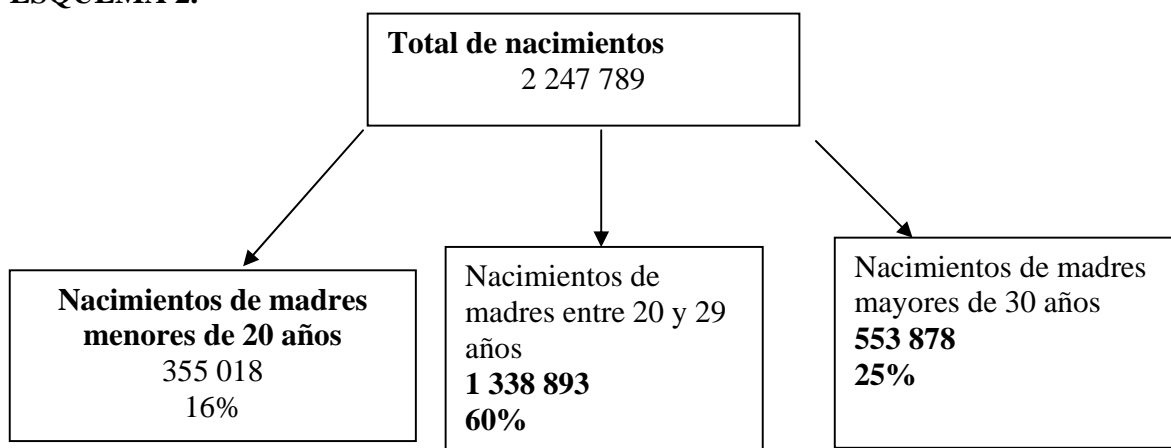 ESQUEMA 2.
Total de nacimientos
2 247 789
Nacimientos de madres
menores de 20 años
355 018
16%
Nacimientos de
madres entre 20 y 29
años
1 338 893
60%
Nacimientos de madres
mayores de 30 años
553 878
25%